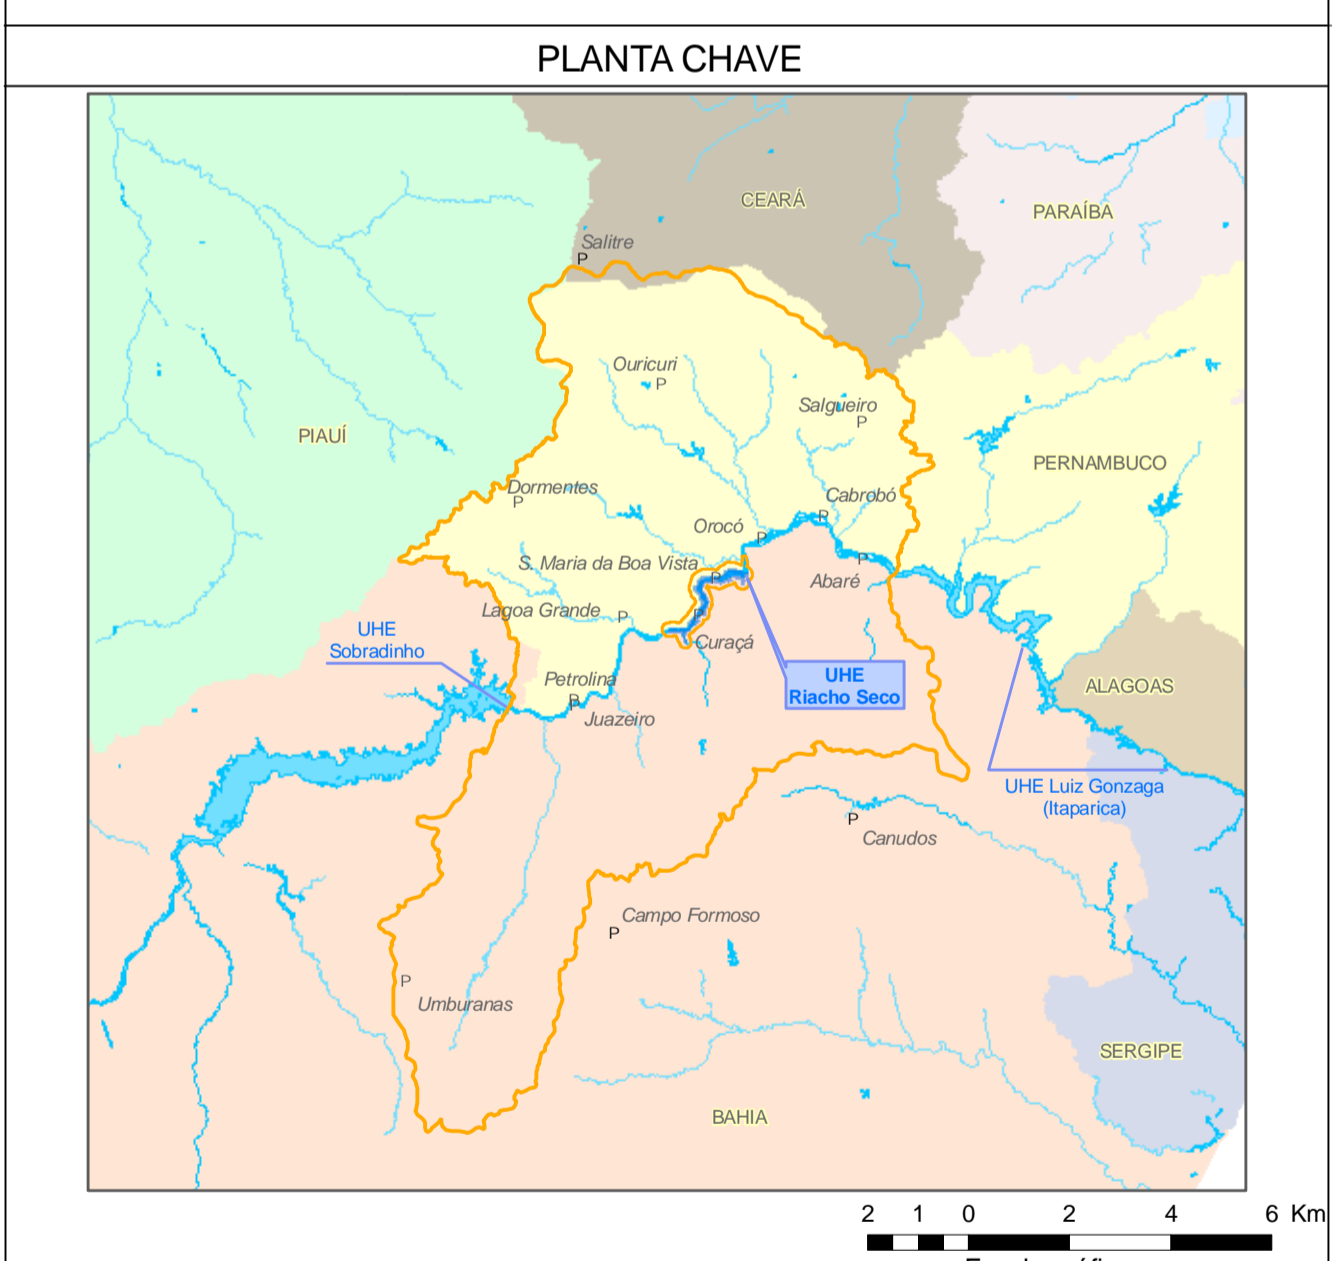 PLANTA CHAVE
CEARÁ
PARAÍBA
Salitre
P
Ouricuri
P
Salgueiro
P
PIAUÍ
PERNAMBUCO
Dormentes
P
Cabrobó
P
Orocó
P
S. Maria da Boa Vista
P
Abaré
P
Lagoa Grande
P
UHE
Sobradinho
P
Curaçá
UHE
Riacho Seco
Petrolina
P
P
Juazeiro
ALAGOAS
UHE Luiz Gonzaga
(Itaparica)
P
Canudos
Campo Formoso
P
P
Umburanas
SERGIPE
BAHIA
2 1 0 2 4 6 Km